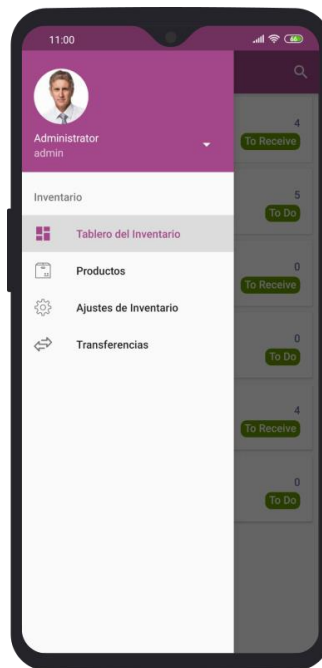 11:00
66
Administrator
admin
Inventario
Tablero del Inventario
Productos
Ajustes de Inventario
Transferencias
4
To Receive
5
To Do
0
To Receive
0
To Do
4
To Receive
0
To Do